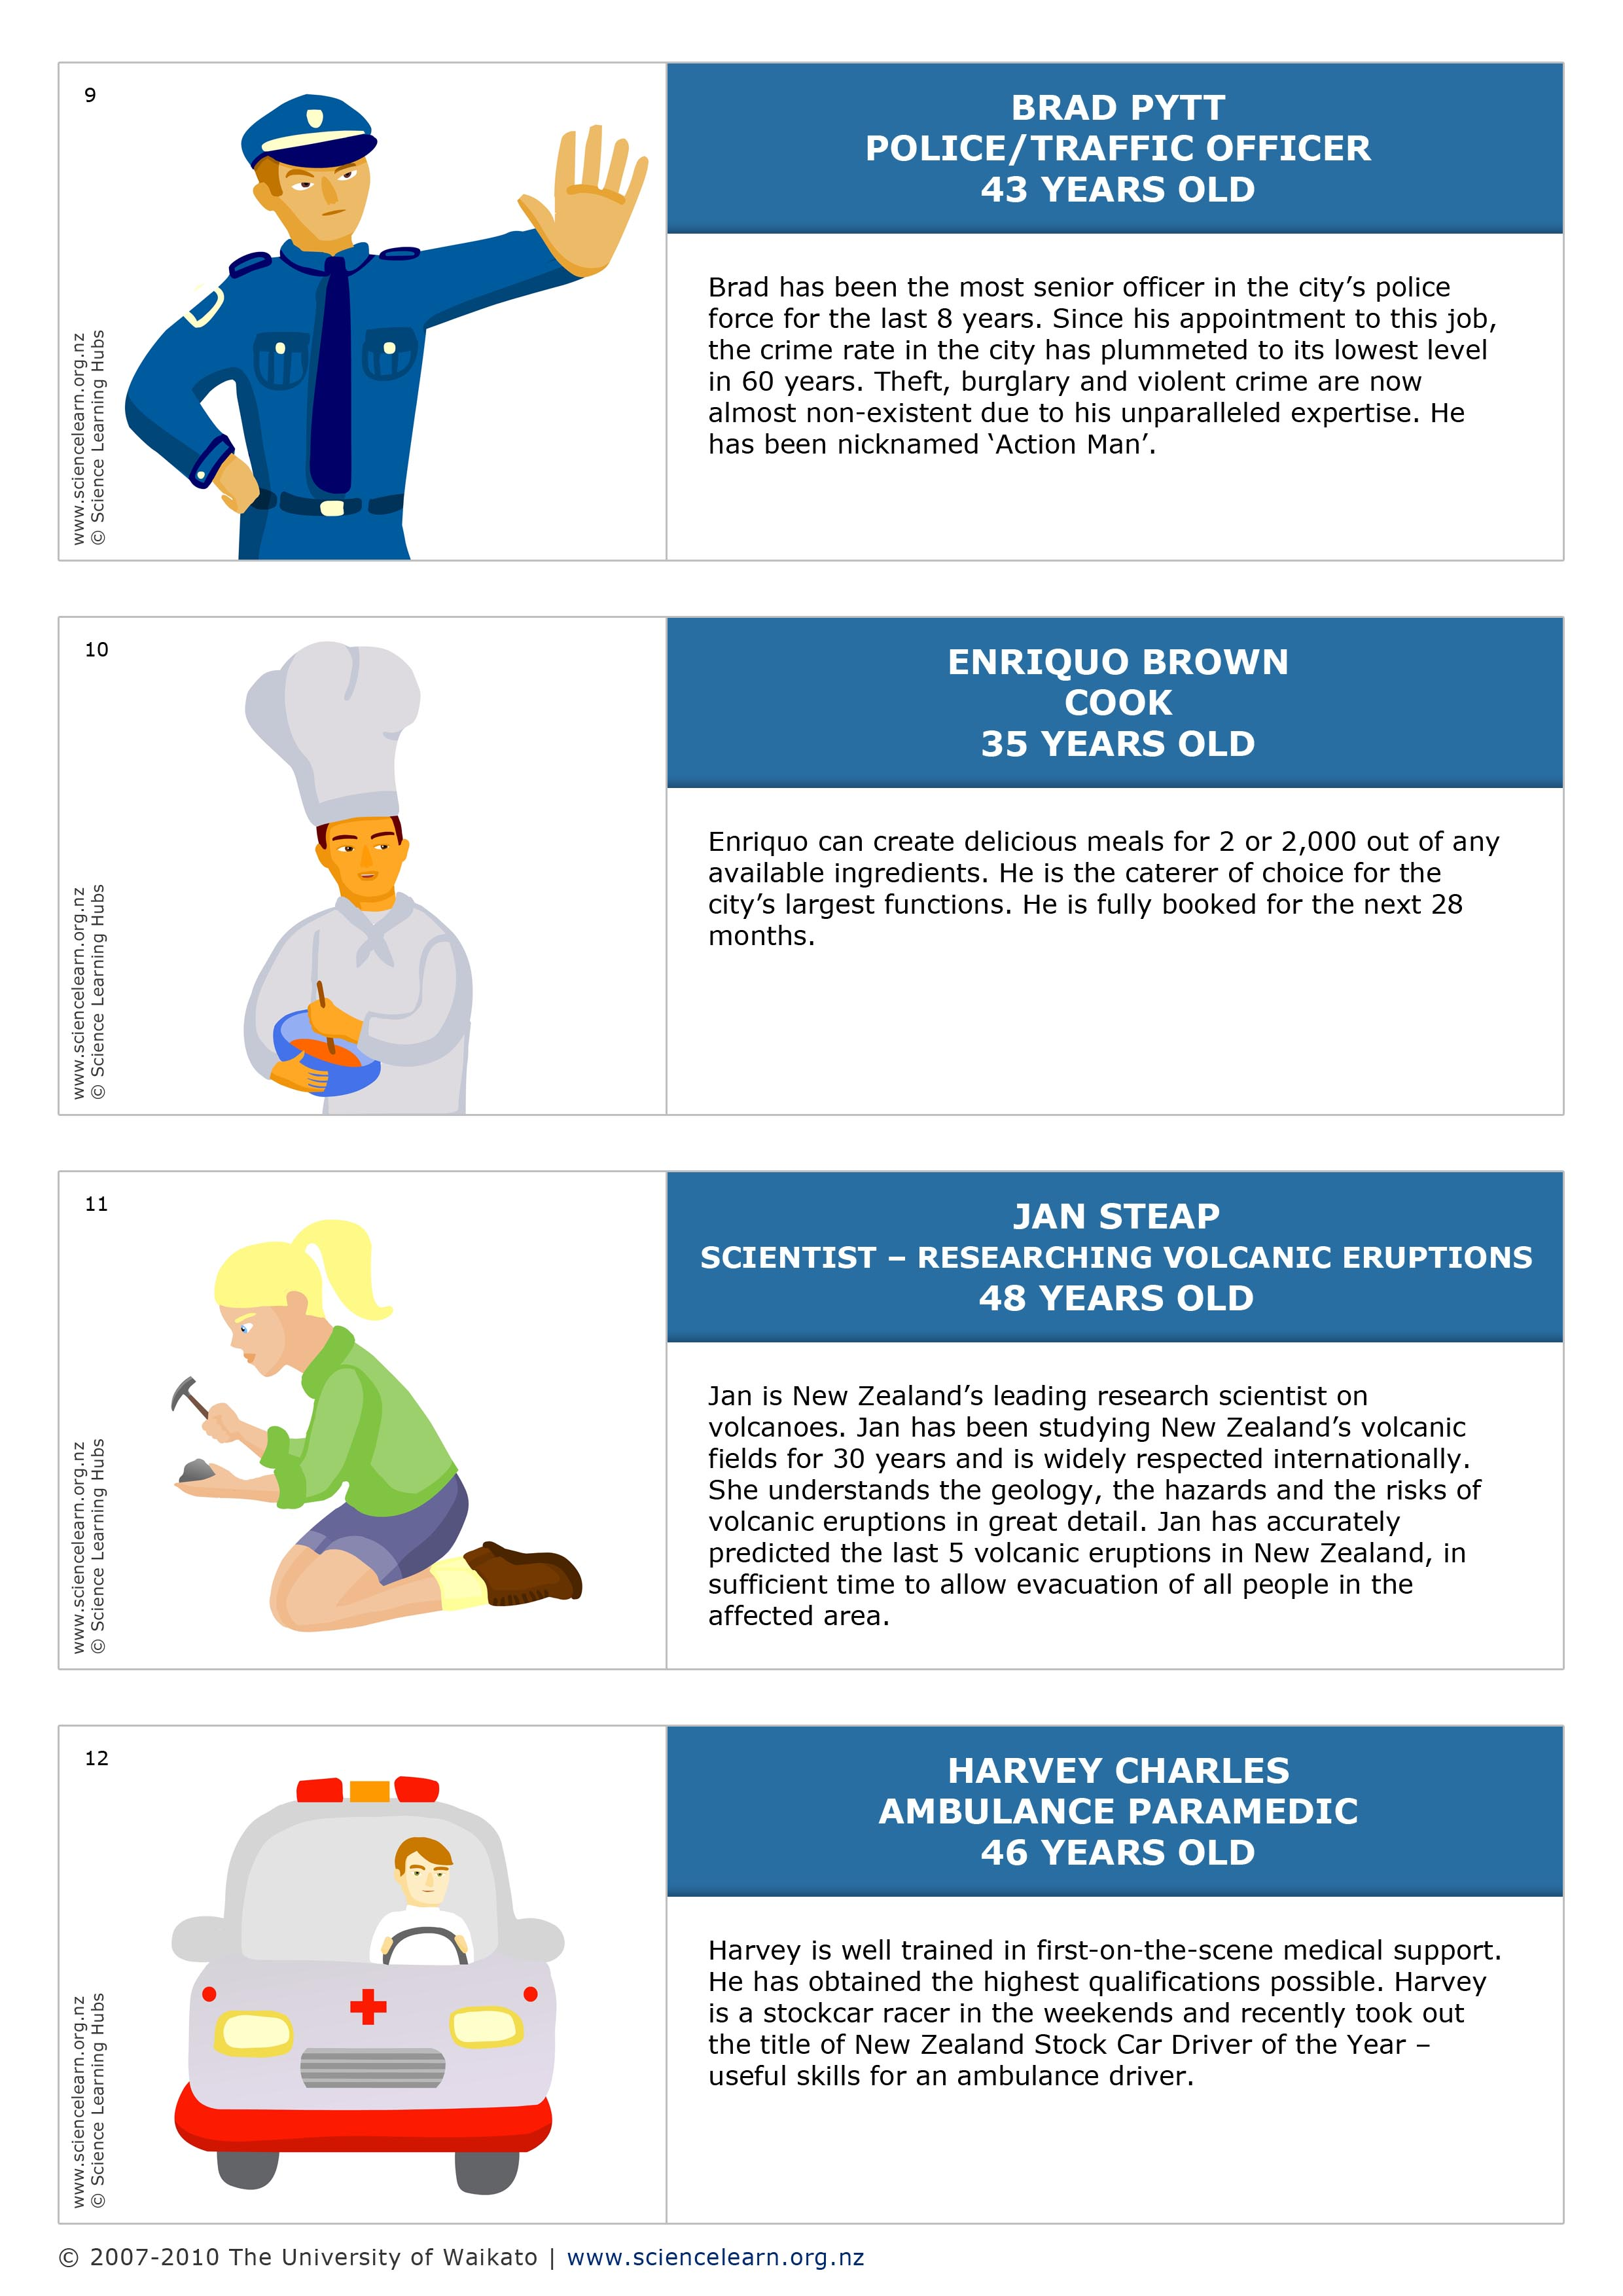 9
BRAD PYTT
POLICE/TRAFFIC OFFICER
43 YEARS OLD
Brad has been the most senior officer in the city’s police
force for the last 8 years. Since his appointment to this job,
the crime rate in the city has plummeted to its lowest level
in 60 years. Theft, burglary and violent crime are now
almost non-existent due to his unparalleled expertise. He
has been nicknamed ‘Action Man’.
www.sciencelearn.org.nz
© Science Learning Hubs
10
ENRIQUO BROWN
COOK
35 YEARS OLD
Enriquo can create delicious meals for 2 or 2,000 out of any
available ingredients. He is the caterer of choice for the
city’s largest functions. He is fully booked for the next 28
months.
www.sciencelearn.org.nz
© Science Learning Hubs
11
JAN STEAP
SCIENTIST – RESEARCHING VOLCANIC ERUPTIONS
48 YEARS OLD
Jan is New Zealand’s leading research scientist on
volcanoes. Jan has been studying New Zealand’s volcanic
fields for 30 years and is widely respected internationally.
She understands the geology, the hazards and the risks of
volcanic eruptions in great detail. Jan has accurately
predicted the last 5 volcanic eruptions in New Zealand, in
sufficient time to allow evacuation of all people in the
affected area.
www.sciencelearn.org.nz
© Science Learning Hubs
12
HARVEY CHARLES
AMBULANCE PARAMEDIC
46 YEARS OLD
Harvey is well trained in first-on-the-scene medical support.
He has obtained the highest qualifications possible. Harvey
is a stockcar racer in the weekends and recently took out
the title of New Zealand Stock Car Driver of the Year –
useful skills for an ambulance driver.
www.sciencelearn.org.nz
© Science Learning Hubs
© 2007-2010 The University of Waikato | www.sciencelearn.org.nz